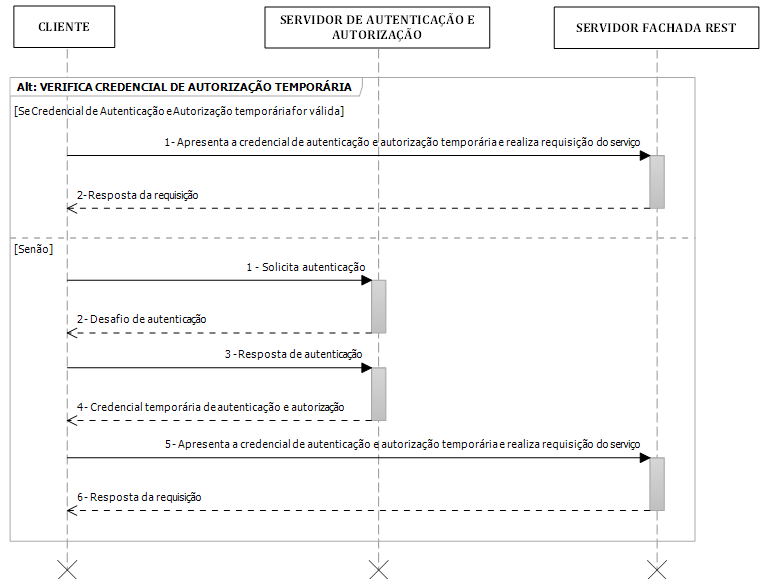 CLIENTE
SERVIDOR DE AUTENTICAÇÃO E
AUTORIZAÇÃO
SERVIDOR FACHADA REST
Alt: VERIFICA CREDENCIAL DE AUTORIZAÇÃO TEMPORÁRIA
[Se Credencial de Autenticação e Autorização temporária for válida]
1- Apresenta a credencial de autenticação e autorização temporária e realiza requisição do serviço
2- Resposta da requisição
[Senão]
1 - Solicita autenticação
2- Desafio de autenticação
3 - Resposta de autenticação
4- Credencial temporária de autenticação e autorização
5- Apresenta a credencial de autenticação e autorização temporária e realiza requisição do serviço
6- Resposta da requisição